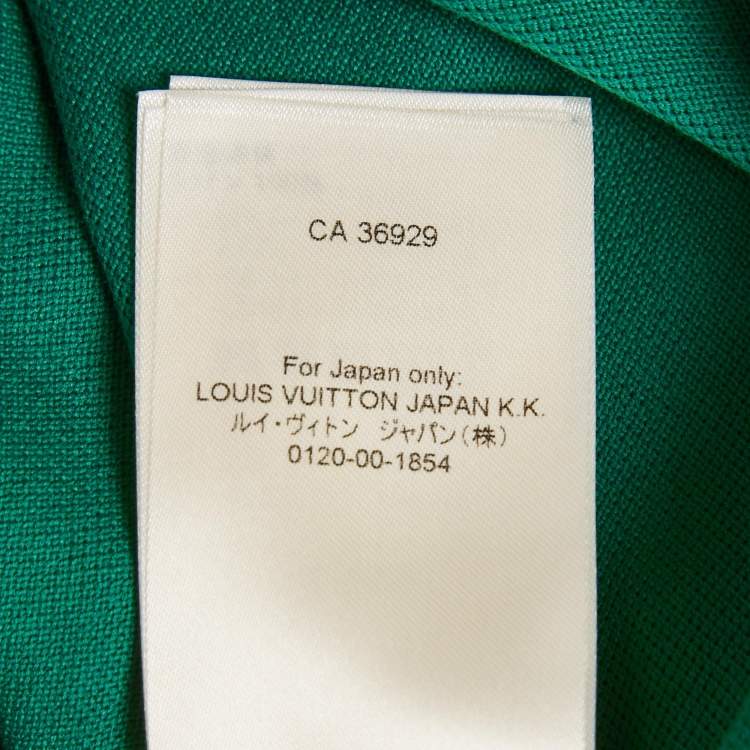 CA 36929
For Japan only:
LOUIS VUITTON JAPAN K.K.
ルイ・ヴィトン ジャパン(株)
0120-00-1854